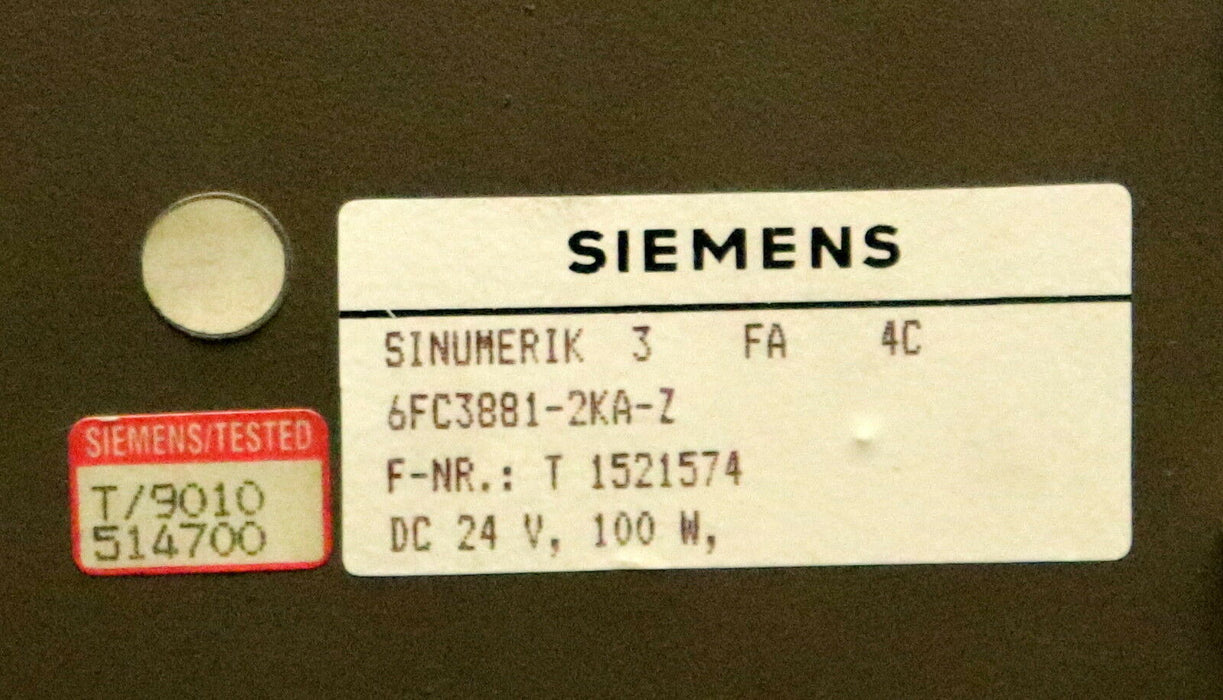 SIEMENS
SINUMERIK 3 FA 4C
6FC3881-2KA-Z
F-NR.: T 1521574
DC 24 V, 100 W,
SIEMENS/TESTED
T/9010
514700